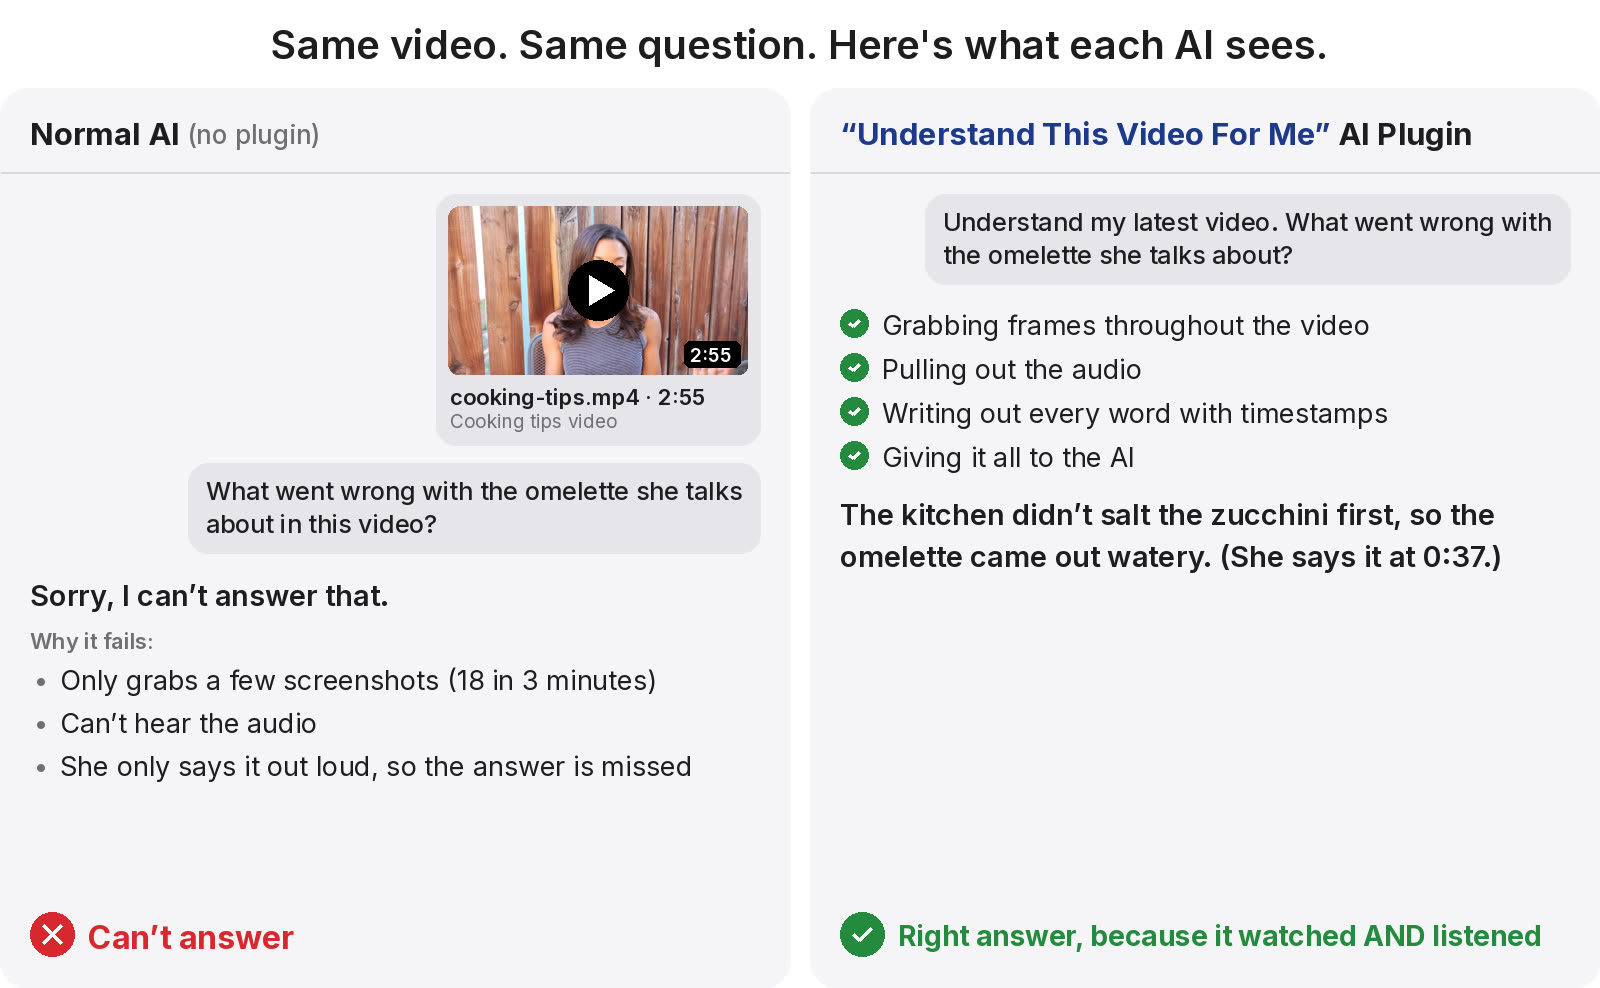 Same video. Same question. Here's what each AI sees.
Normal AI (no plugin)
2:55
cooking-tips.mp4 · 2:55
Cooking tips video
What went wrong with the omelette she talks
about in this video?
Sorry, I can’t answer that.
Why it fails:
• Only grabs a few screenshots (18 in 3 minutes)
• Can’t hear the audio
• She only says it out loud, so the answer is missed
Can’t answer
“Understand This Video For Me” AI Plugin
Understand my latest video. What went wrong with
the omelette she talks about?
Grabbing frames throughout the video
Pulling out the audio
Writing out every word with timestamps
Giving it all to the AI
The kitchen didn’t salt the zucchini first, so the
omelette came out watery. (She says it at 0:37.)
Right answer, because it watched AND listened